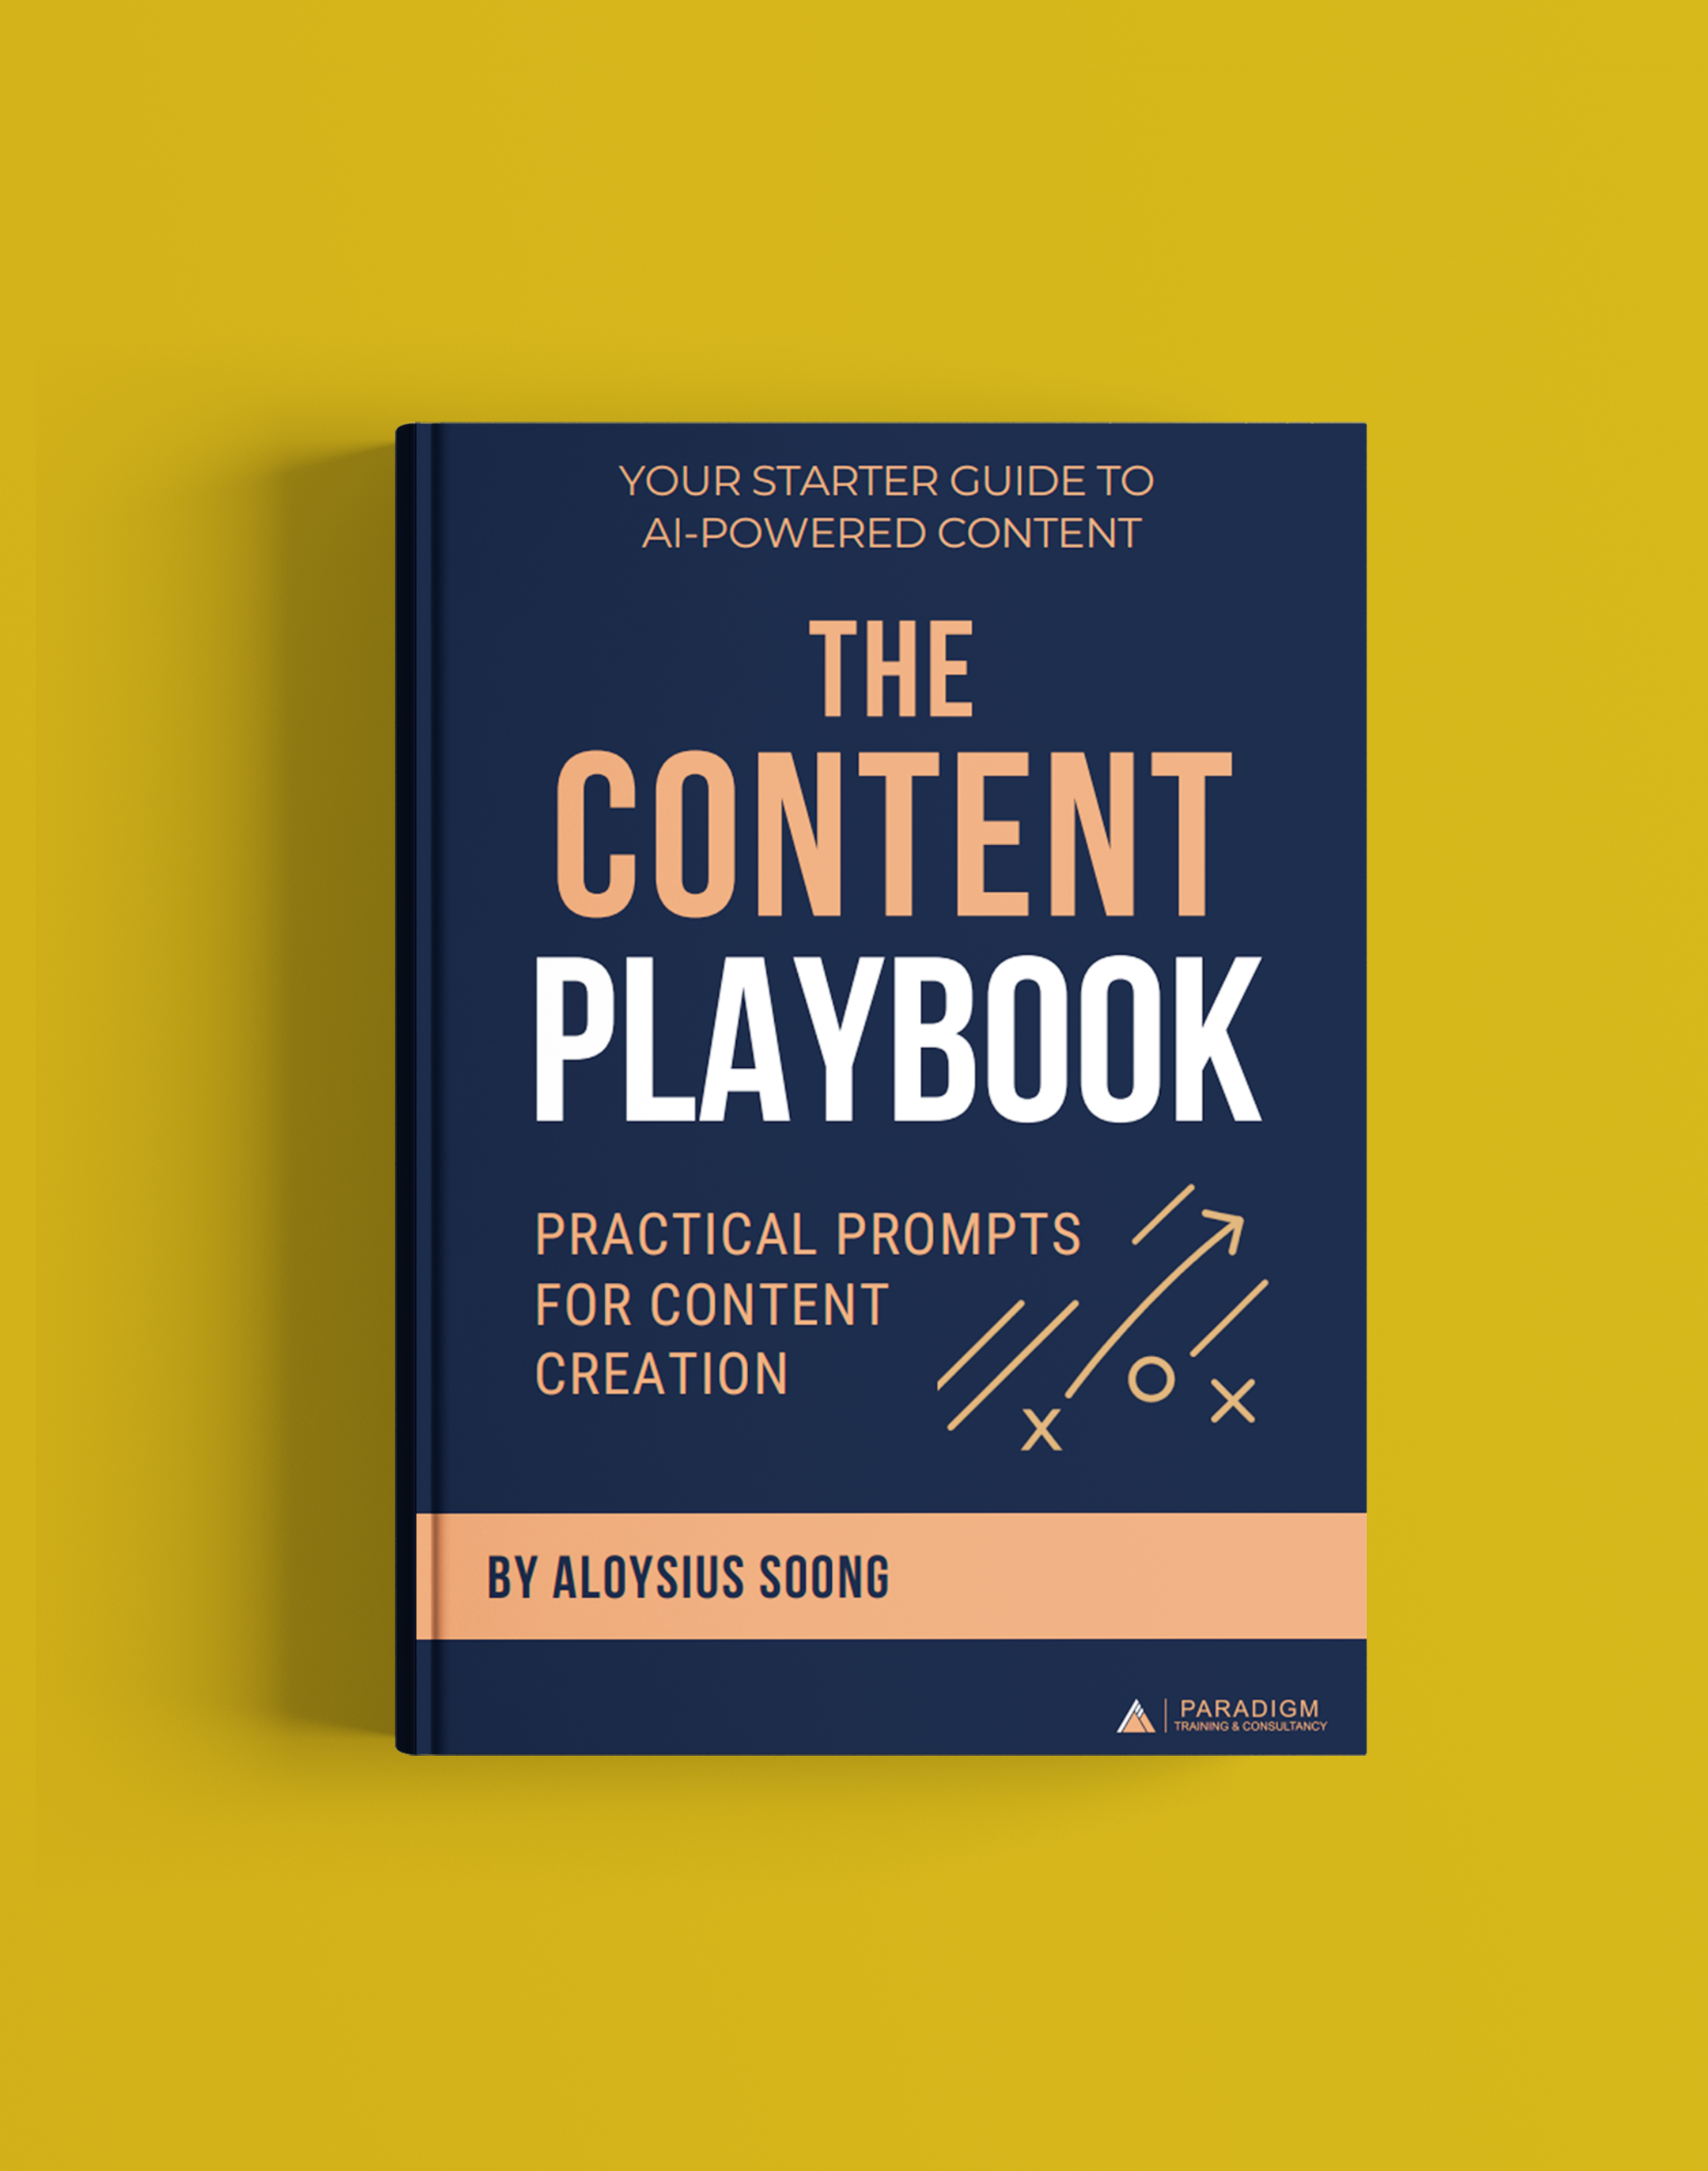 YOUR STARTER GUIDE TO
AI-POWERED CONTENT
THE
CONTENT
PLAYBOOK
PRACTICAL PROMPTS
FOR CONTENT
CREATION
BY ALOYSIUS SOONG
PARADIGM
TRAINING & CONSULTANCY